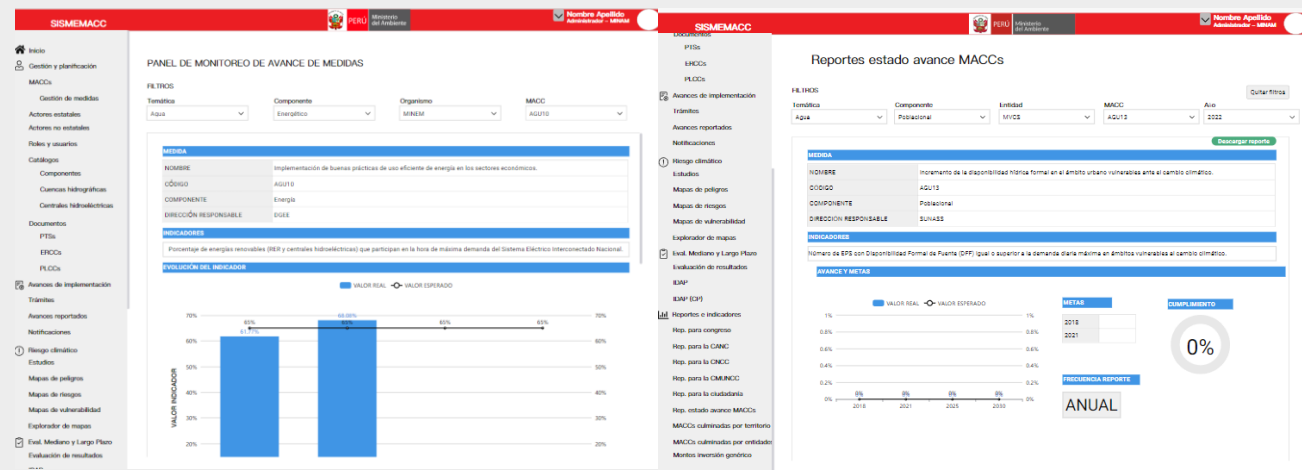 SISMEMACC
PERÚ
Ministerio
del Ambiente
Nombre Apellido
Administrador - MINAM
Inicio
Gestión y planificación
MACCs
Gestión de medidas
Actores estatales
Actores no estatales
Roles y usuarios
Catálogos
Componentes
Cuencas hidrográficas
Centrales hidroeléctricas
Documentos
PTSs
ERCCs
PLCCs
Avances de implementación
Trámites
Avances reportados
Notificaciones
Riesgo climático
Estudios
Mapas de peligros
Mapas de riesgos
Mapas de vulnerabilidad
Explorador de mapas
Eval. Mediano y Largo Plazo
Evaluación de resultados
PANEL DE MONITOREO DE AVANCE DE MEDIDAS
FILTROS
Temática Componente Organismo MACC
Agua Energético MINEM AGU10
MEDIDA
NOMBRE Implementación de buenas prácticas de uso eficiente de energía en los sectores económicos.
CÓDIGO AGU10
COMPONENTE Energía
DIRECCIÓN RESPONSABLE DGEE
INDICADORES
Porcentaje de energías renovables (RER y centrales hidroeléctricas) que participan en la hora de máxima demanda del Sistema Eléctrico Interconectado Nacional.
EVOLUCIÓN DEL INDICADOR
VALOR REAL VALOR ESPERADO
70% 70%
65% 68.00% 65% 65%
61.77%
60% 60%
50% 50%
40% 40%
30% 30%
20% 20%
VALOR INDICADOR
SISMEMACC
PERÚ
Ministerio
del Ambiente
Nombre Apellido
Administrador - MINAM
Documentos
PTSs
ERCCs
PLCCs
Avances de implementación
Trámites
Avances reportados
Notificaciones
Riesgo climático
Estudios
Mapas de peligros
Mapas de riesgos
Mapas de vulnerabilidad
Explorador de mapas
Eval. Mediano y Largo Plazo
Evaluación de resultados
IDAP
IDAP (CP)
Reportes e indicadores
Rep. para congreso
Rep. para la CANC
Rep. para la CNCC
Rep. para la CMUNCC
Rep. para la ciudadanía
Rep. estado avance MACCs
MACCs culminadas por territorio
MACCs culminadas por entidades
Montos inversión genérico
Reportes estado avance MACCs
FILTROS
Quitar filtros
Temática Componente Entidad MACC Año
Agua Poblacional MVCS AGU13 2022
Descargar reporte
MEDIDA
NOMBRE Incremento de la disponibilidad hídrica formal en el ámbito urbano vulnerables ante el cambio climático.
CODIGO AGU13
COMPONENTE Poblacional
DIRECCION RESPONSABLE SUNASS
INDICADORES
Número de EPS con Disponibilidad Formal de Fuente (DFF) igual o superior a la demanda diaria máxima en ámbitos vulnerables al cambio climático.
AVANCE Y METAS
VALOR REAL VALOR ESPERADO
1% 1%
0.8% 0.8%
0.6% 0.6%
0.4% 0.4%
0.2% 0.2%
0% 0% 0% 0% 0% 0%
2018 2021 2025 2030
METAS
2018
2021
CUMPLIMIENTO
0%
FRECUENCIA REPORTE
ANUAL